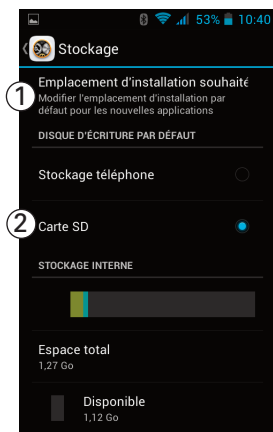 53% 10:40
Stockage
1
Emplacement d'installation souhaité
Modifier l'emplacement d'installation par
défaut pour les nouvelles applications
DISQUE D'ÉCRITURE PAR DÉFAUT
Stockage téléphone
2
Carte SD
STOCKAGE INTERNE
Espace total
1,27 Go
Disponible
1,12 Go